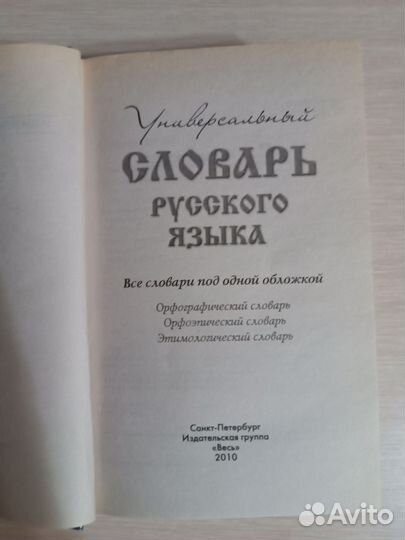 Универсальный
СЛОВАРЬ
РУССКОГО
ЯЗЫКА
Все словари под одной обложкой
Орфографический словарь
Орфоэпический словарь
Этимологический словарь
Санкт-Петербург
Издательская группа
«Весь»
2010
Avito